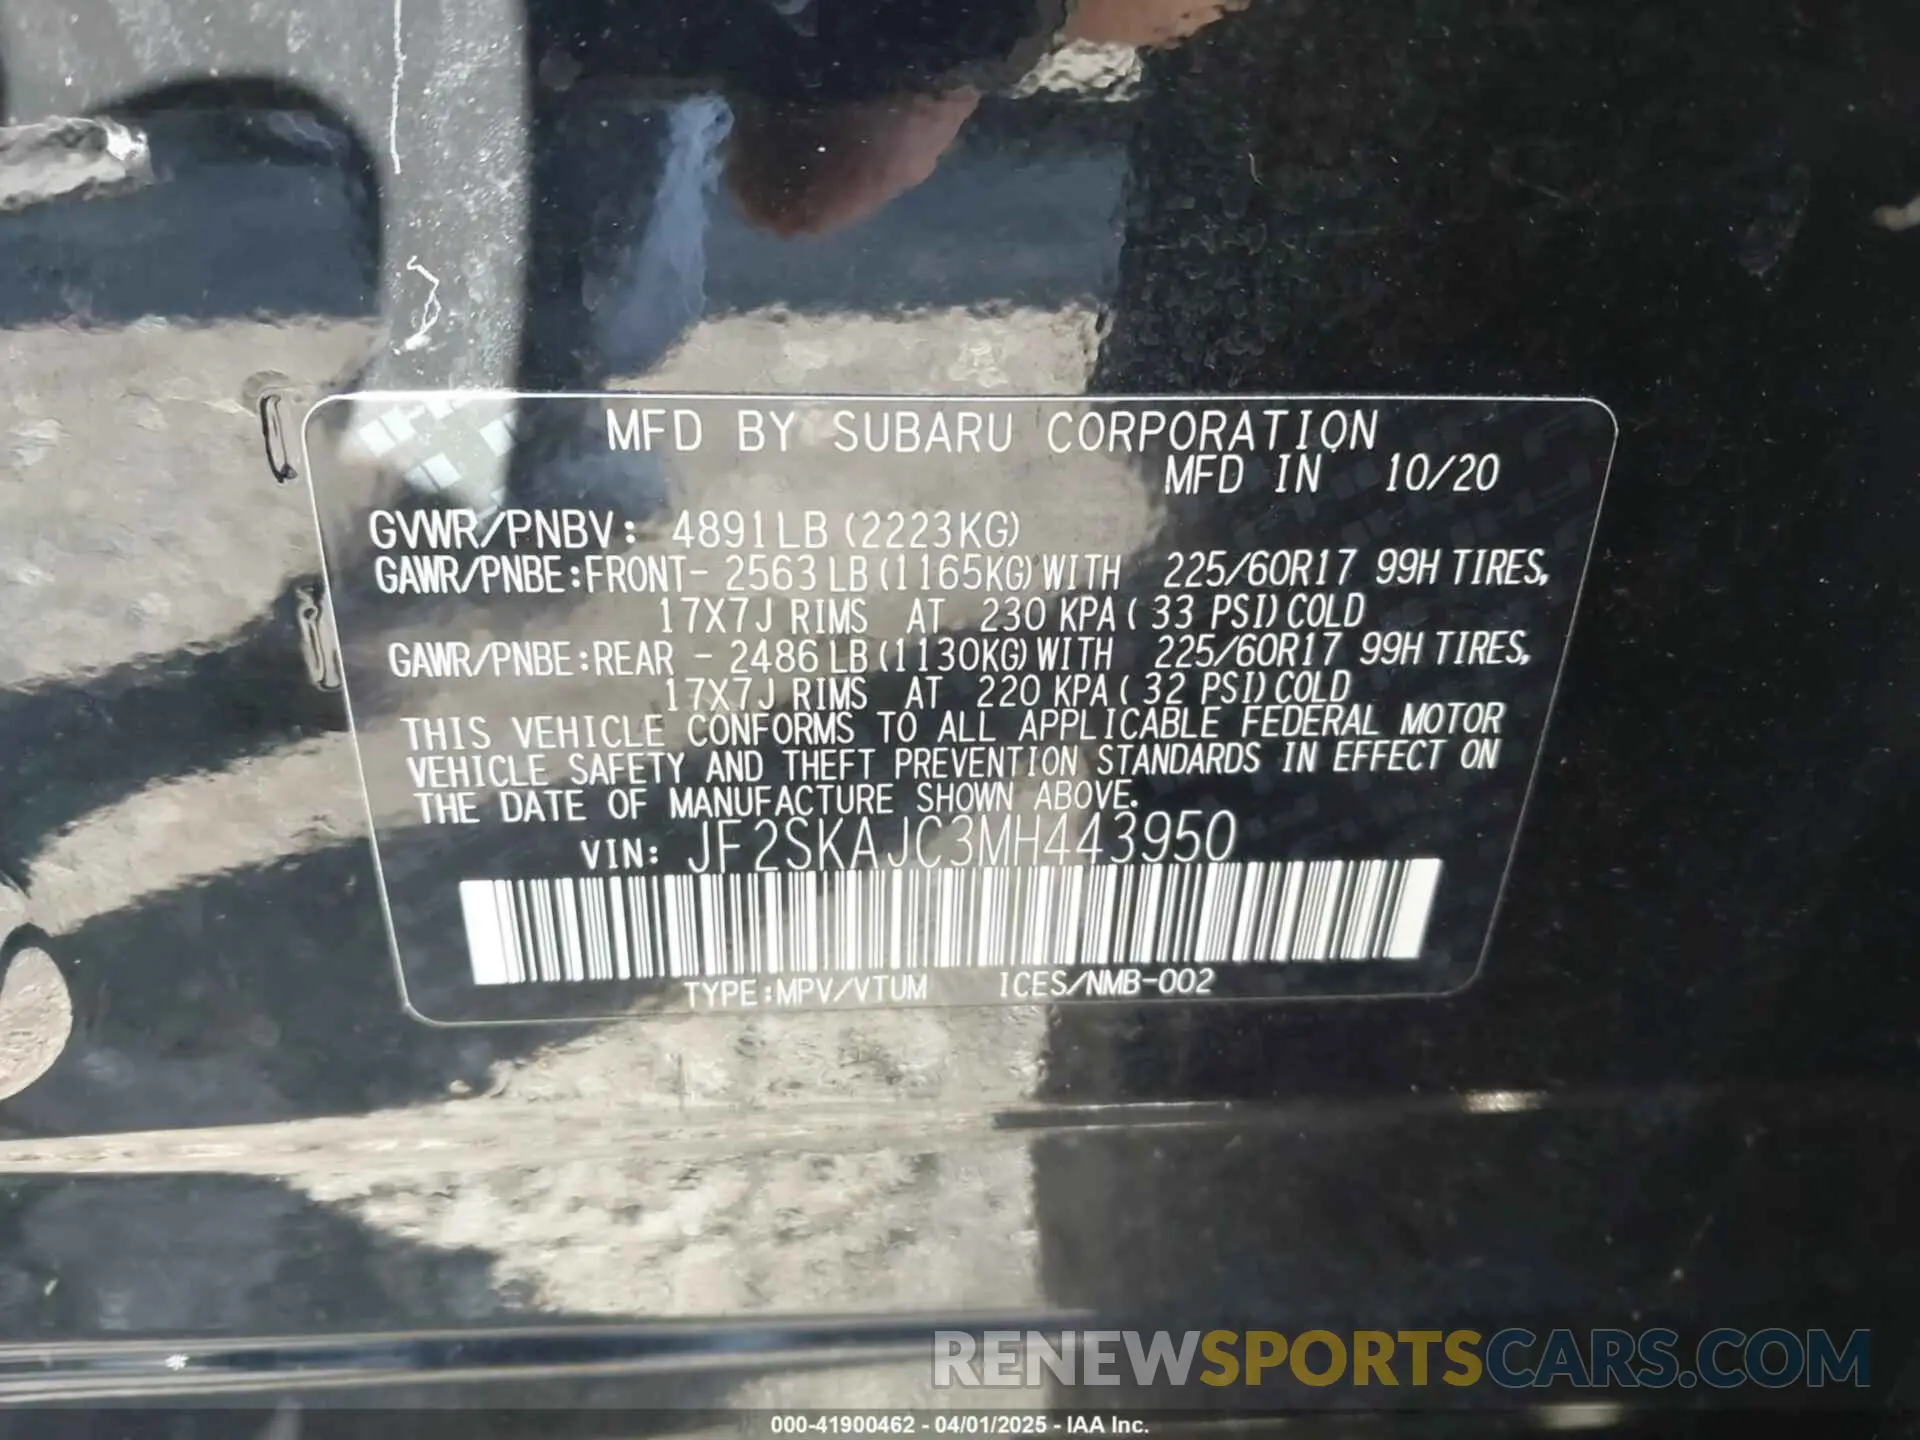 MFD BY SUBARU CORPORATION
MFD IN 10/20
GVWR/PNBV: 4891LB (2223KG)
GAWR/PNBE:FRONT- 2563LB(1165KG)WITH 225/60R17 99H TIRES,
17X7J RIMS AT 230 KPA( 33 PSI)COLD
GAWR/PNBE:REAR - 2486LB(1130KG)WITH 225/60R17 99H TIRES,
17X7J RIMS AT 220 KPA( 32 PSI)COLD
THIS VEHICLE CONFORMS TO ALL APPLICABLE FEDERAL MOTOR
VEHICLE SAFETY AND THEFT PREVENTION STANDARDS IN EFFECT ON
THE DATE OF MANUFACTURE SHOWN ABOVE.
VIN: JF2SKAJC3MH443950
TYPE:MPV/VTUM ICES/NMB-002
RENEWSPORTSCARS.COM
000-41900462 - 04/01/2025 - IAA Inc.